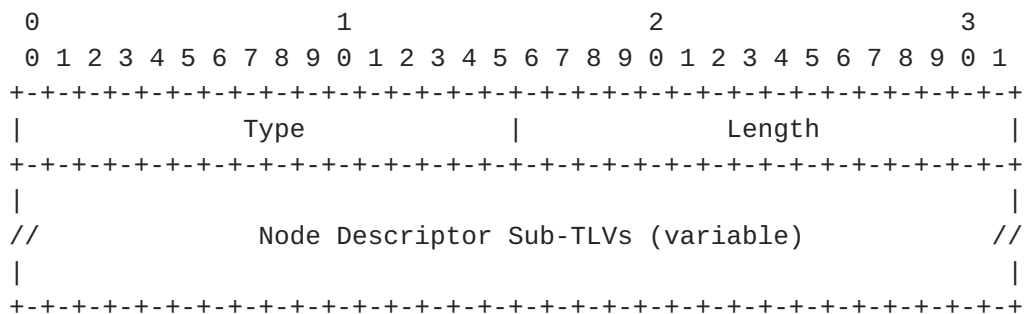 0                   1                   2                   3
 0 1 2 3 4 5 6 7 8 9 0 1 2 3 4 5 6 7 8 9 0 1 2 3 4 5 6 7 8 9 0 1
+-+-+-+-+-+-+-+-+-+-+-+-+-+-+-+-+-+-+-+-+-+-+-+-+-+-+-+-+-+-+-+-+
|              Type             |             Length            |
+-+-+-+-+-+-+-+-+-+-+-+-+-+-+-+-+-+-+-+-+-+-+-+-+-+-+-+-+-+-+-+-+
|                                                               |
//              Node Descriptor Sub-TLVs (variable)            //
|                                                               |
+-+-+-+-+-+-+-+-+-+-+-+-+-+-+-+-+-+-+-+-+-+-+-+-+-+-+-+-+-+-+-+-+